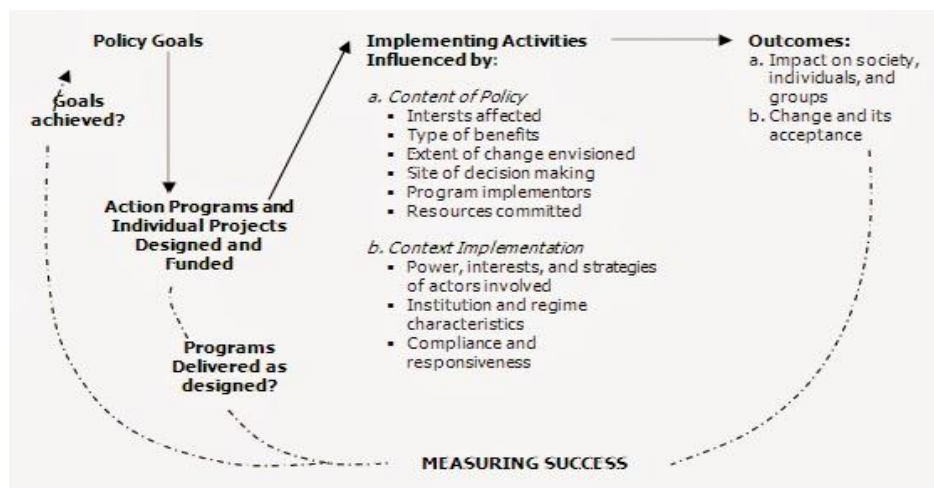 Policy Goals
Goals
achieved?
Action Programs and
Individual Projects
Designed and
Funded
Programs
Delivered as
designed?
Implementing Activities
Influenced by:
a. Content of Policy
▪ Intersts affected
▪ Type of benefits
▪ Extent of change envisioned
▪ Site of decision making
▪ Program implementors
▪ Resources committed
b. Context Implementation
▪ Power, interests, and strategies
of actors involved
▪ Institution and regime
characteristics
▪ Compliance and
responsiveness
Outcomes:
a. Impact on society,
individuals, and
groups
b. Change and its
acceptance
MEASURING SUCCESS